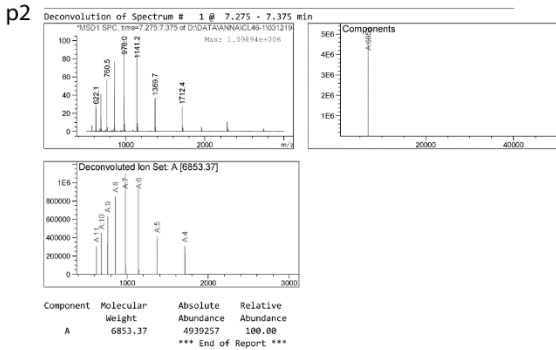 p2
Deconvolution of Spectrum # 1 @ 7.275 - 7.375 min
*MSD1 SPC, time=7.275:7.375 of D:\DATA\ANNA\CL46-1\031219
Max: 1.09894e+006
100
80
60
40
20
0
622.1
760.5
978.0
1141.2
1369.7
1712.4
1000
2000
m/z
Components
5E6
4E6
3E6
2E6
1E6
20000
40000
Deconvoluted Ion Set: A [6853.37]
1E6
800000
600000
400000
200000
0
A:11
A:10
A:9
A:8
A:7
A:6
A:5
A:4
1000
2000
3000
Component Molecular Absolute Relative
Weight Abundance Abundance
A 6853.37 4939257 100.00
*** End of Report ***